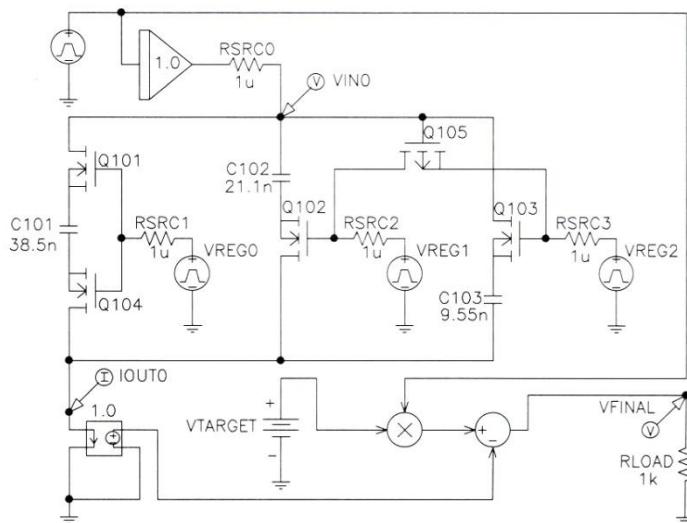 1.0
RSRC0
1u
V VIN0
Q105
Q101
C102
21.1n
C101
38.5n
RSRC1
1u
VREG0
Q102
RSRC2
1u
VREG1
Q103
RSRC3
1u
VREG2
Q104
C103
9.55n
I IOUT0
1.0
+
VTARGET
-
+
-
VFINAL
V
RLOAD
1k